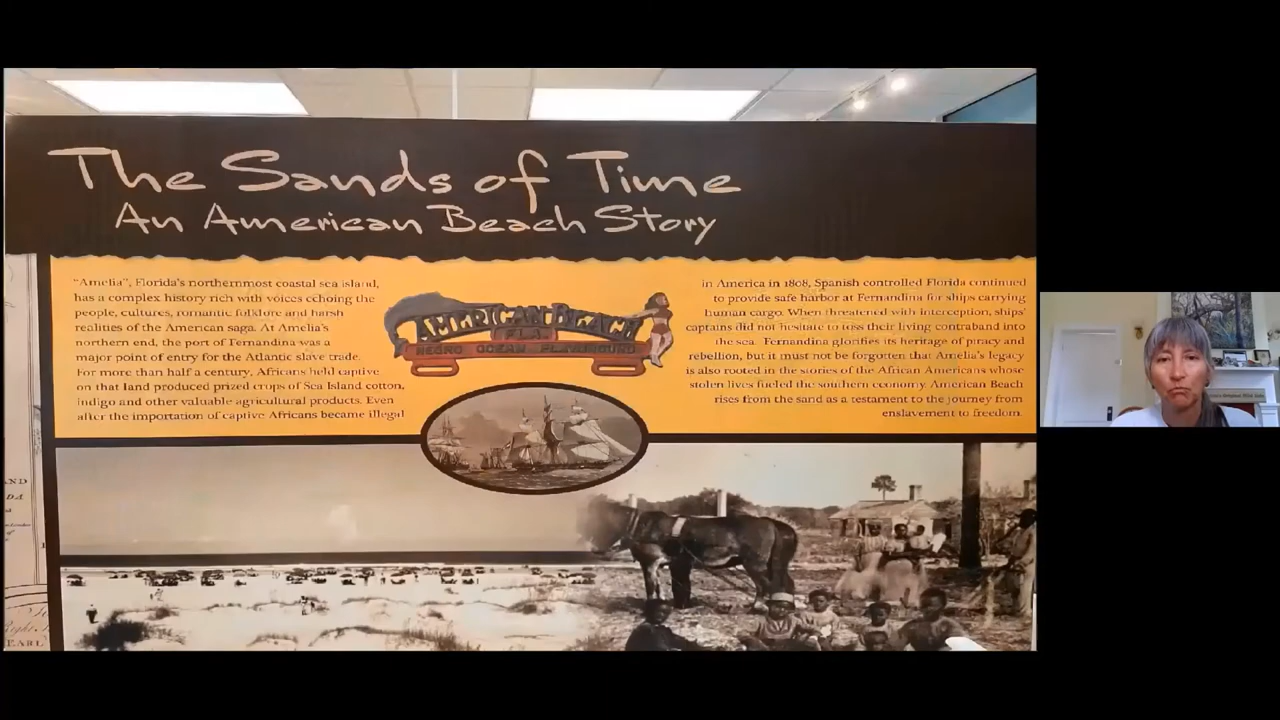 The Sands of Time
An American Beach Story
"Amelia", Florida's northernmost coastal sea island,
has a complex history rich with voices echoing the
people, cultures, romantic folklore and harsh
realities of the American saga. At Amelia's
northern end, the port of Fernandina was a
major point of entry for the Atlantic slave trade.
For more than half a century, Africans held captive
on that land produced prized crops of Sea Island cotton,
indigo and other valuable agricultural products. Even
after the importation of captive Africans became illegal
AMERICAN BEACH
FLA.
NEGRO OCEAN PLAYGROUND
in America in 1808, Spanish controlled Florida continued
to provide safe harbor at Fernandina for ships carrying
human cargo. When threatened with interception, ships'
captains did not hesitate to toss their living contraband into
the sea. Fernandina glorifies its heritage of piracy and
rebellion, but it must not be forgotten that Amelia's legacy
is also rooted in the stories of the African Americans whose
stolen lives fueled the southern economy. American Beach
rises from the sand as a testament to the journey from
enslavement to freedom.